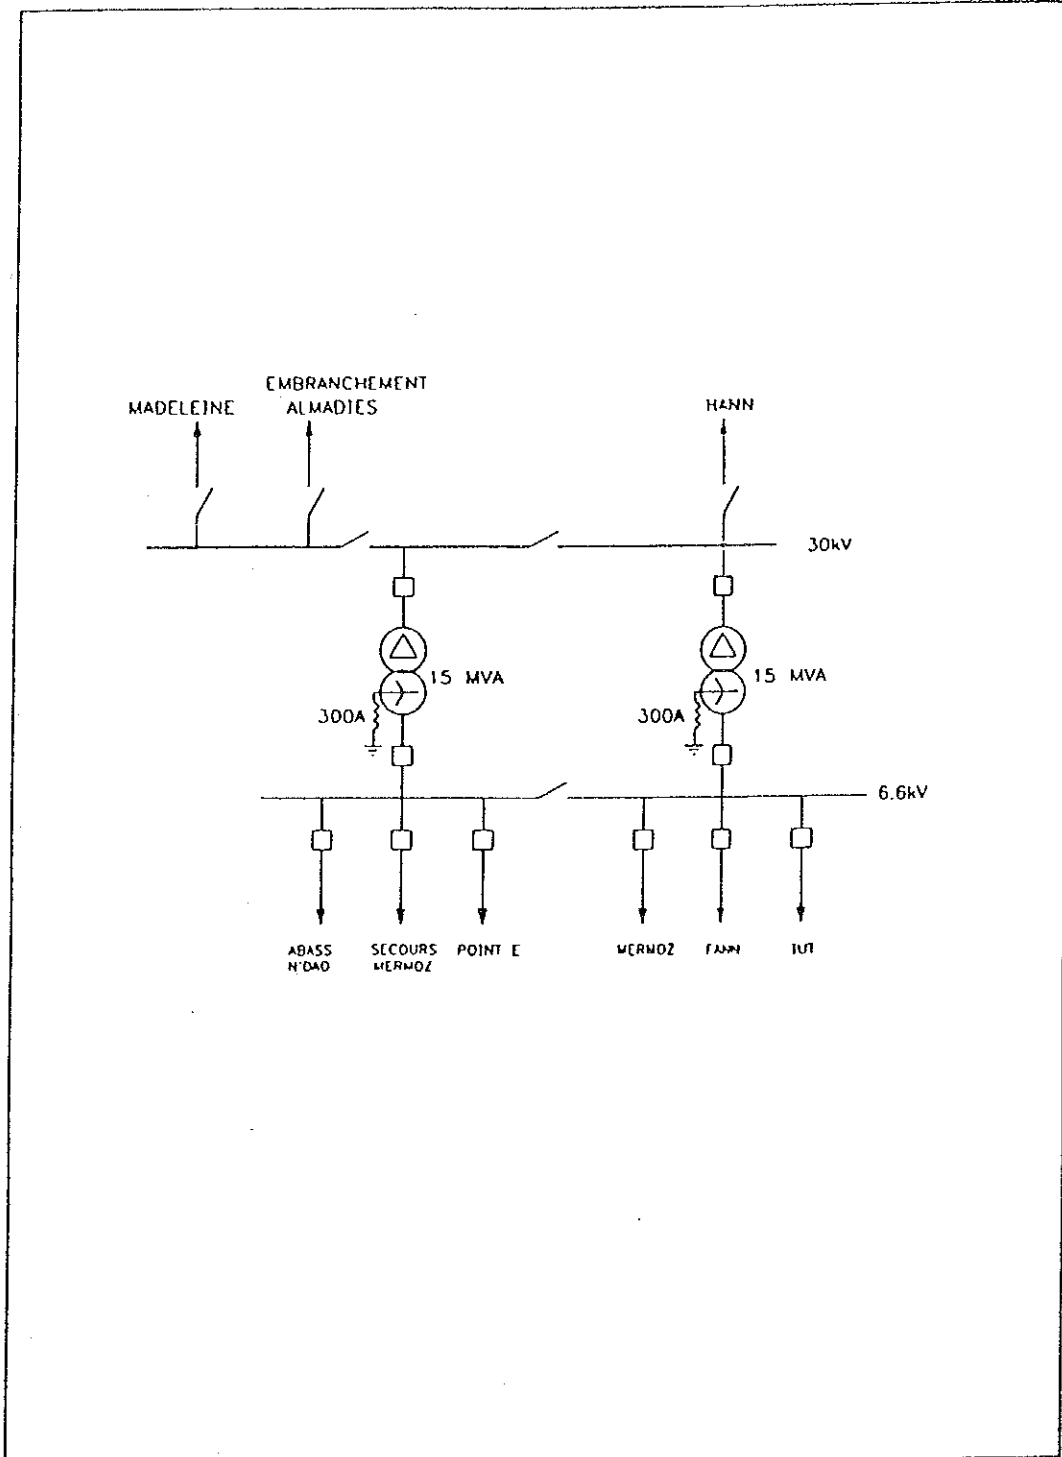 EMBRANCHEMENT
MADELEINE
ALMADIES
HANN
30kV
15 MVA
15 MVA
300A
300A
6.6kV
ABASS
N'DAO
SECOURS
MERMOZ
POINT E
MERMOZ
FANN
IUT